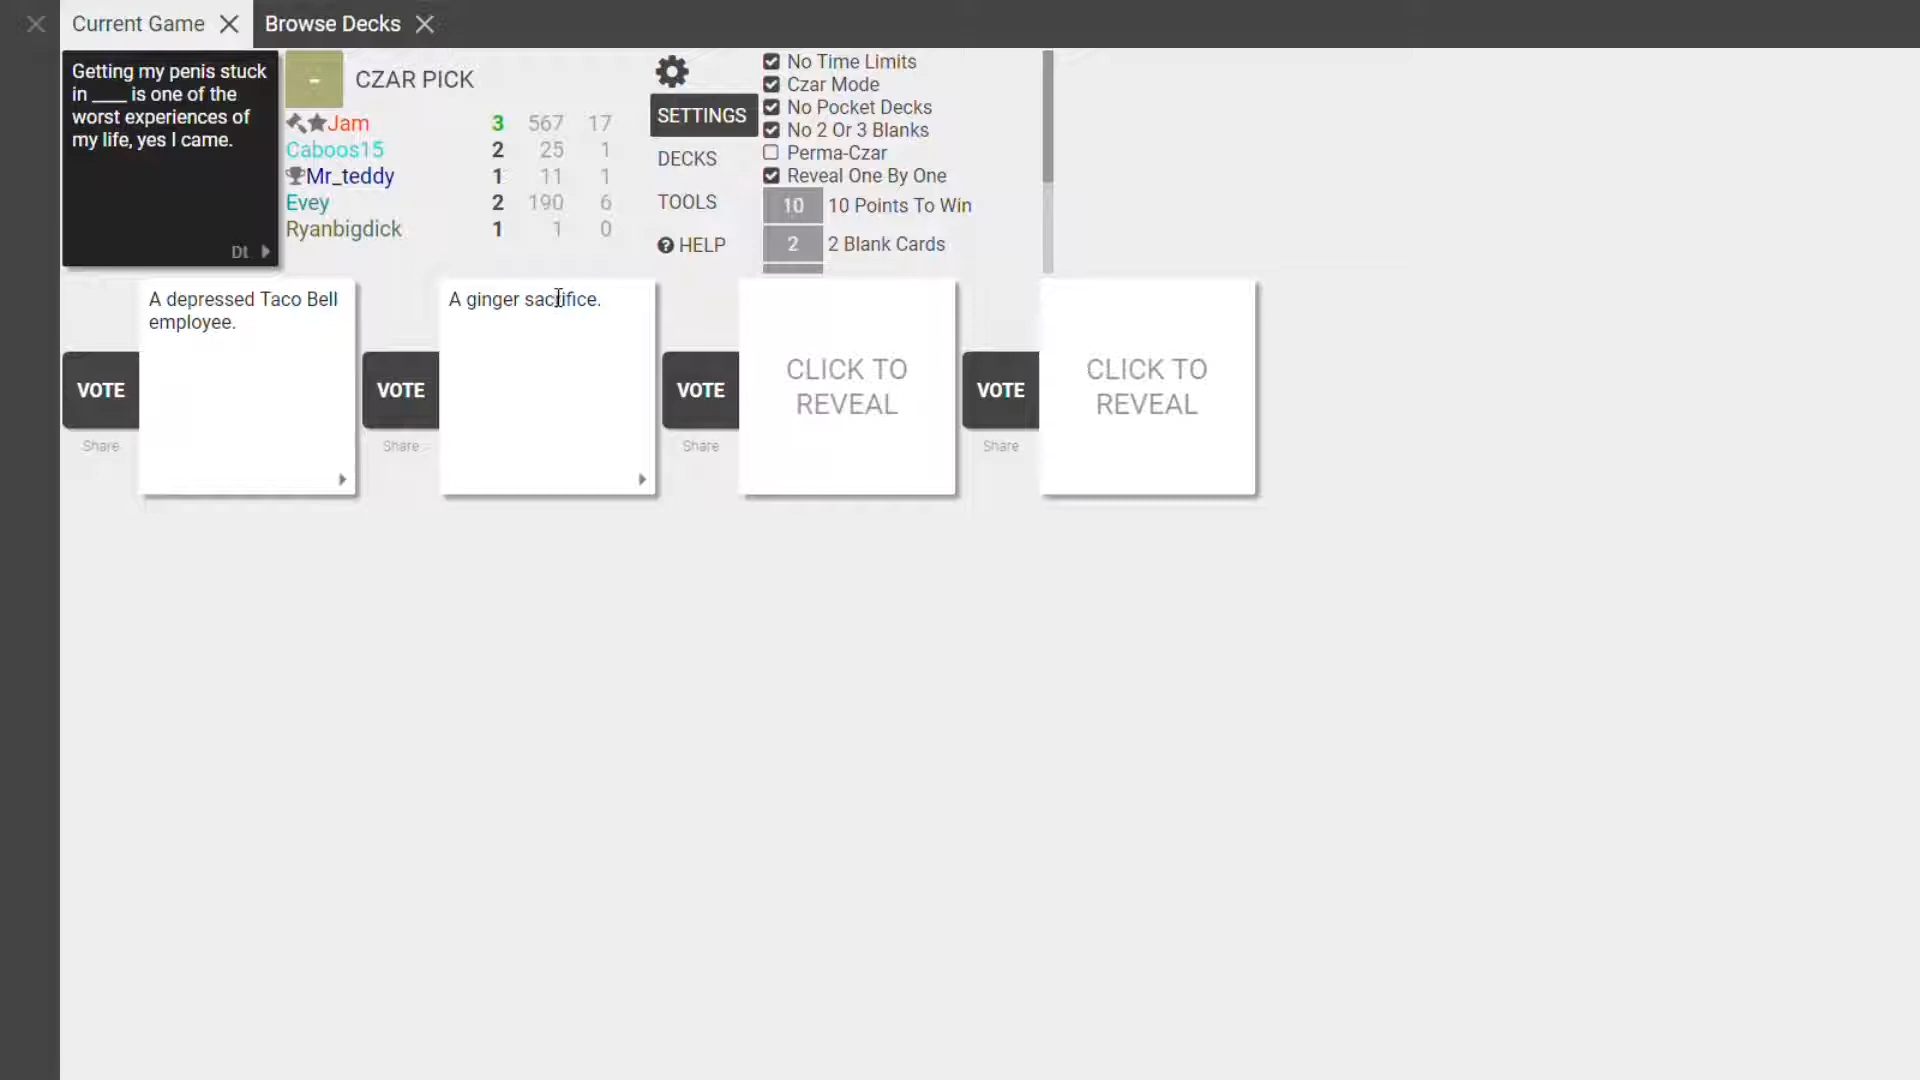 Current Game
Browse Decks
Getting my penis stuck
in ____ is one of the
worst experiences of
my life, yes I came.
Dt
-
CZAR PICK
Jam 3 567 17
Caboos15 2 25 1
Mr_teddy 1 11 1
Evey 2 190 6
Ryanbigdick 1 1 0
SETTINGS
DECKS
TOOLS
HELP
No Time Limits
Czar Mode
No Pocket Decks
No 2 Or 3 Blanks
Perma-Czar
Reveal One By One
10 10 Points To Win
2 2 Blank Cards
VOTE
Share
A depressed Taco Bell
employee.
VOTE
Share
A ginger sacrifice.
VOTE
Share
CLICK TO
REVEAL
VOTE
Share
CLICK TO
REVEAL